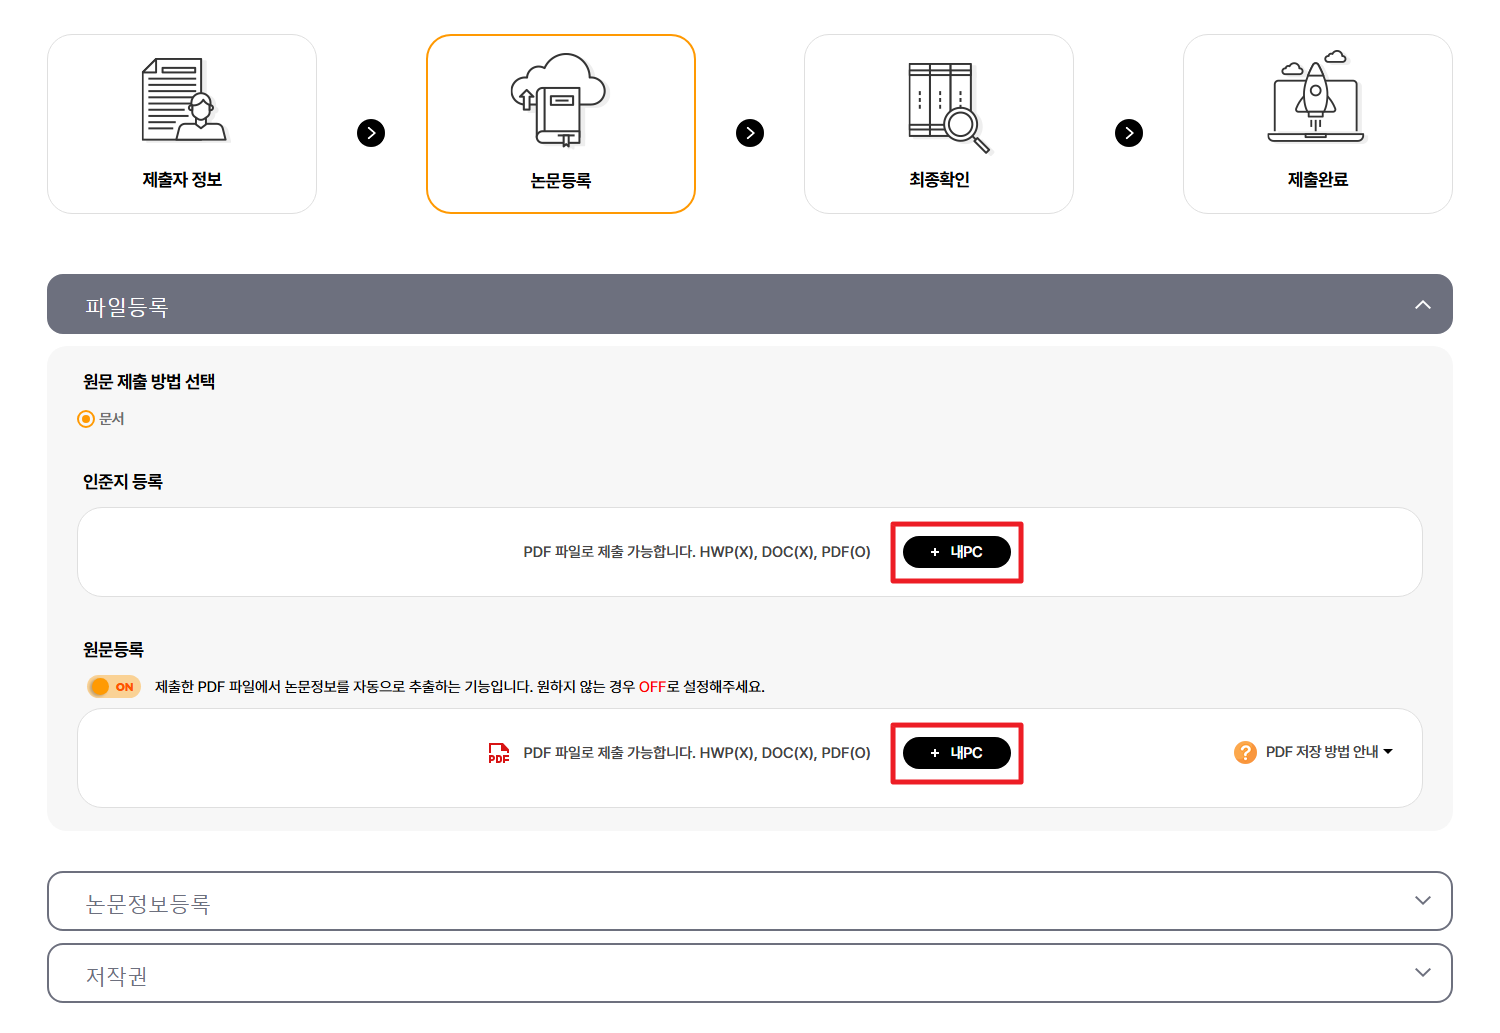 제출자 정보
논문등록
최종확인
제출완료
파일등록
원문 제출 방법 선택
문서
인준지 등록
PDF 파일로 제출 가능합니다. HWP(X), DOC(X), PDF(O)
+ 내PC
원문등록
ON 제출한 PDF 파일에서 논문정보를 자동으로 추출하는 기능입니다. 원하지 않는 경우 OFF로 설정해주세요.
PDF PDF 파일로 제출 가능합니다. HWP(X), DOC(X), PDF(O)
+ 내PC
? PDF 저장 방법 안내
논문정보등록
저작권